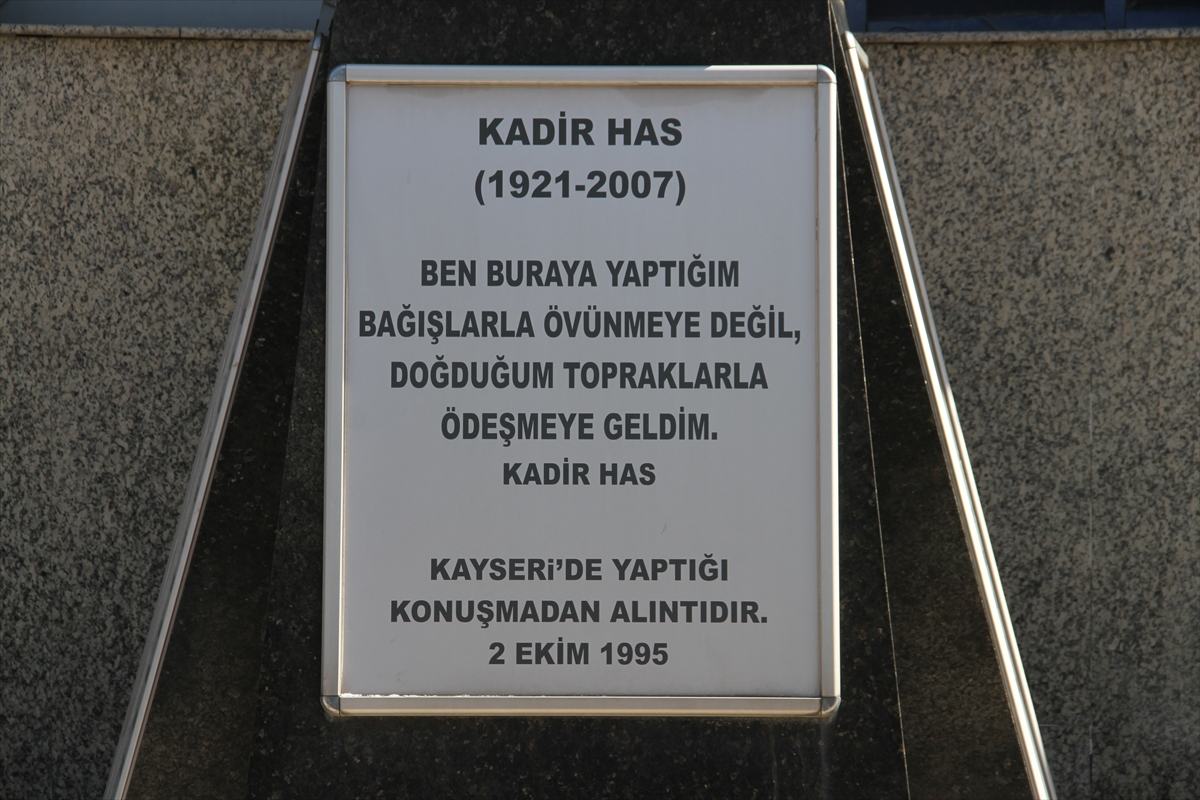 KADİR HAS
(1921-2007)
BEN BURAYA YAPTIĞIM
BAĞIŞLARLA ÖVÜNMEYE DEĞİL,
DOĞDUĞUM TOPRAKLARLA
ÖDEŞMEYE GELDİM.
KADİR HAS
KAYSERi’DE YAPTIĞI
KONUŞMADAN ALINTIDIR.
2 EKİM 1995